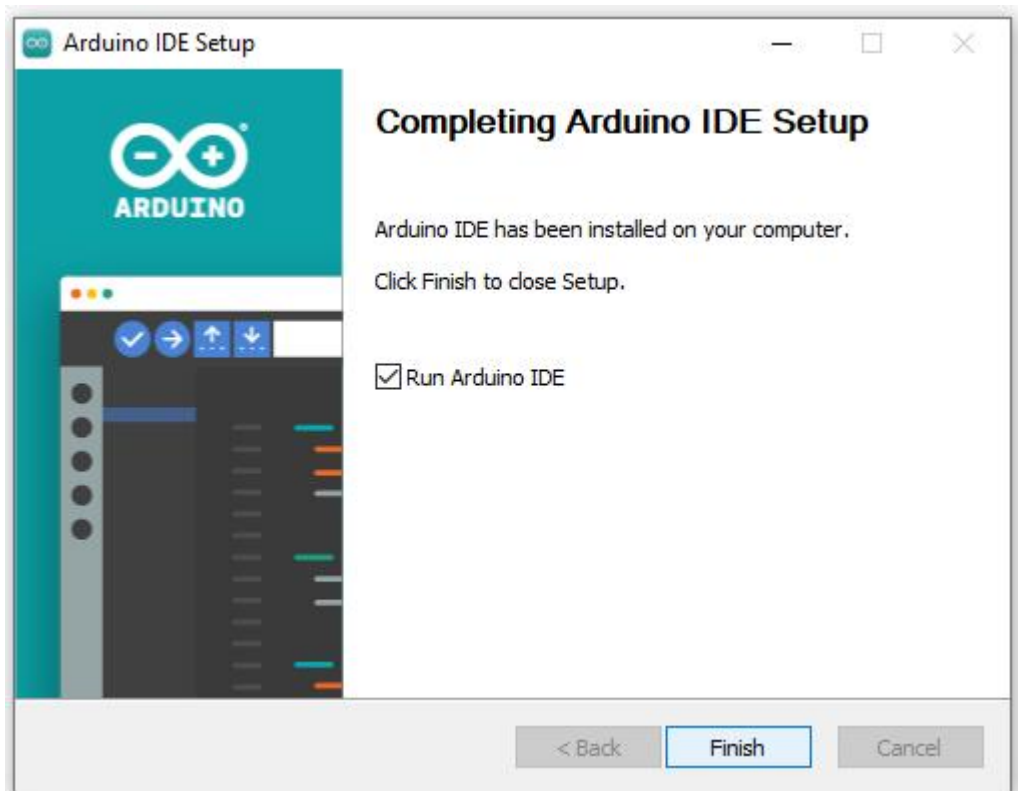 Arduino IDE Setup
ARDUINO
Completing Arduino IDE Setup
Arduino IDE has been installed on your computer.
Click Finish to close Setup.
Run Arduino IDE
< Back
Finish
Cancel